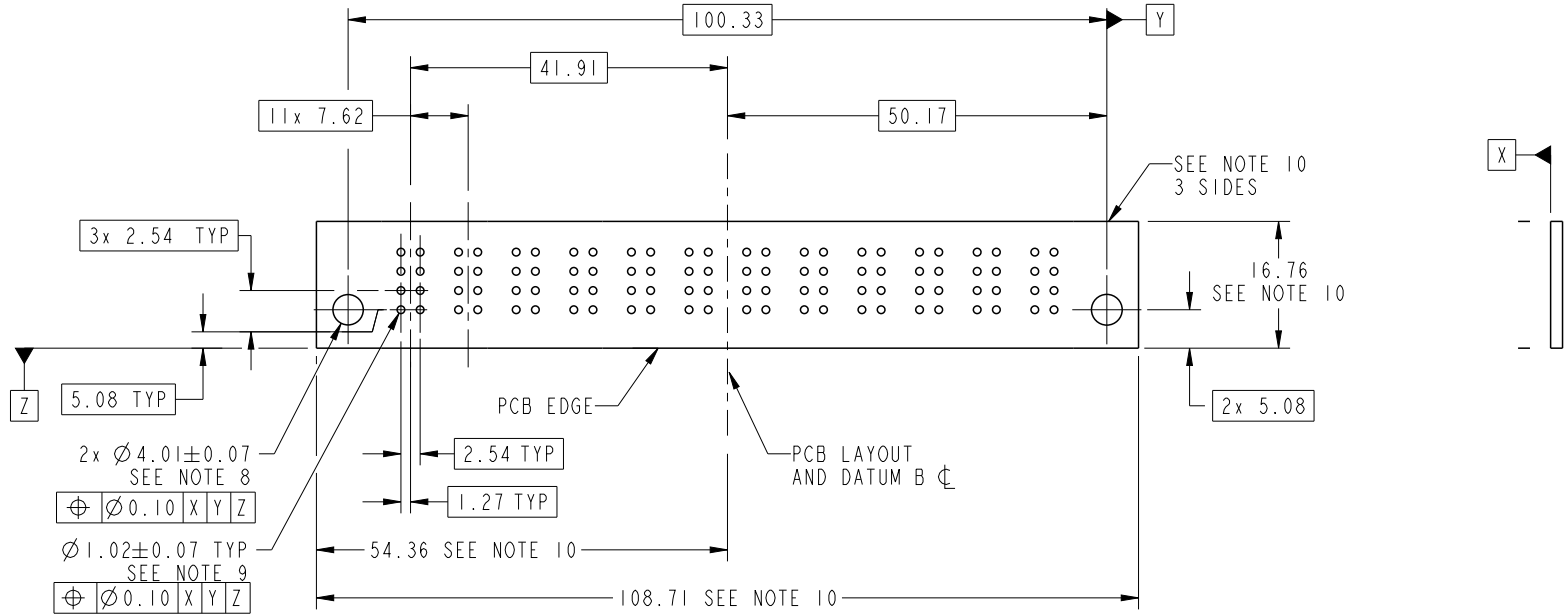 100.33
Y
41.91
11x 7.62
50.17
X
SEE NOTE 10
3 SIDES
3x 2.54 TYP
16.76
SEE NOTE 10
Z
5.08 TYP
PCB EDGE
2x 5.08
2x Ø4.01±0.07
SEE NOTE 8
⌖ Ø0.10 X Y Z
2.54 TYP
PCB LAYOUT
AND DATUM B ℄
1.27 TYP
Ø1.02±0.07 TYP
SEE NOTE 9
⌖ Ø0.10 X Y Z
54.36 SEE NOTE 10
108.71 SEE NOTE 10